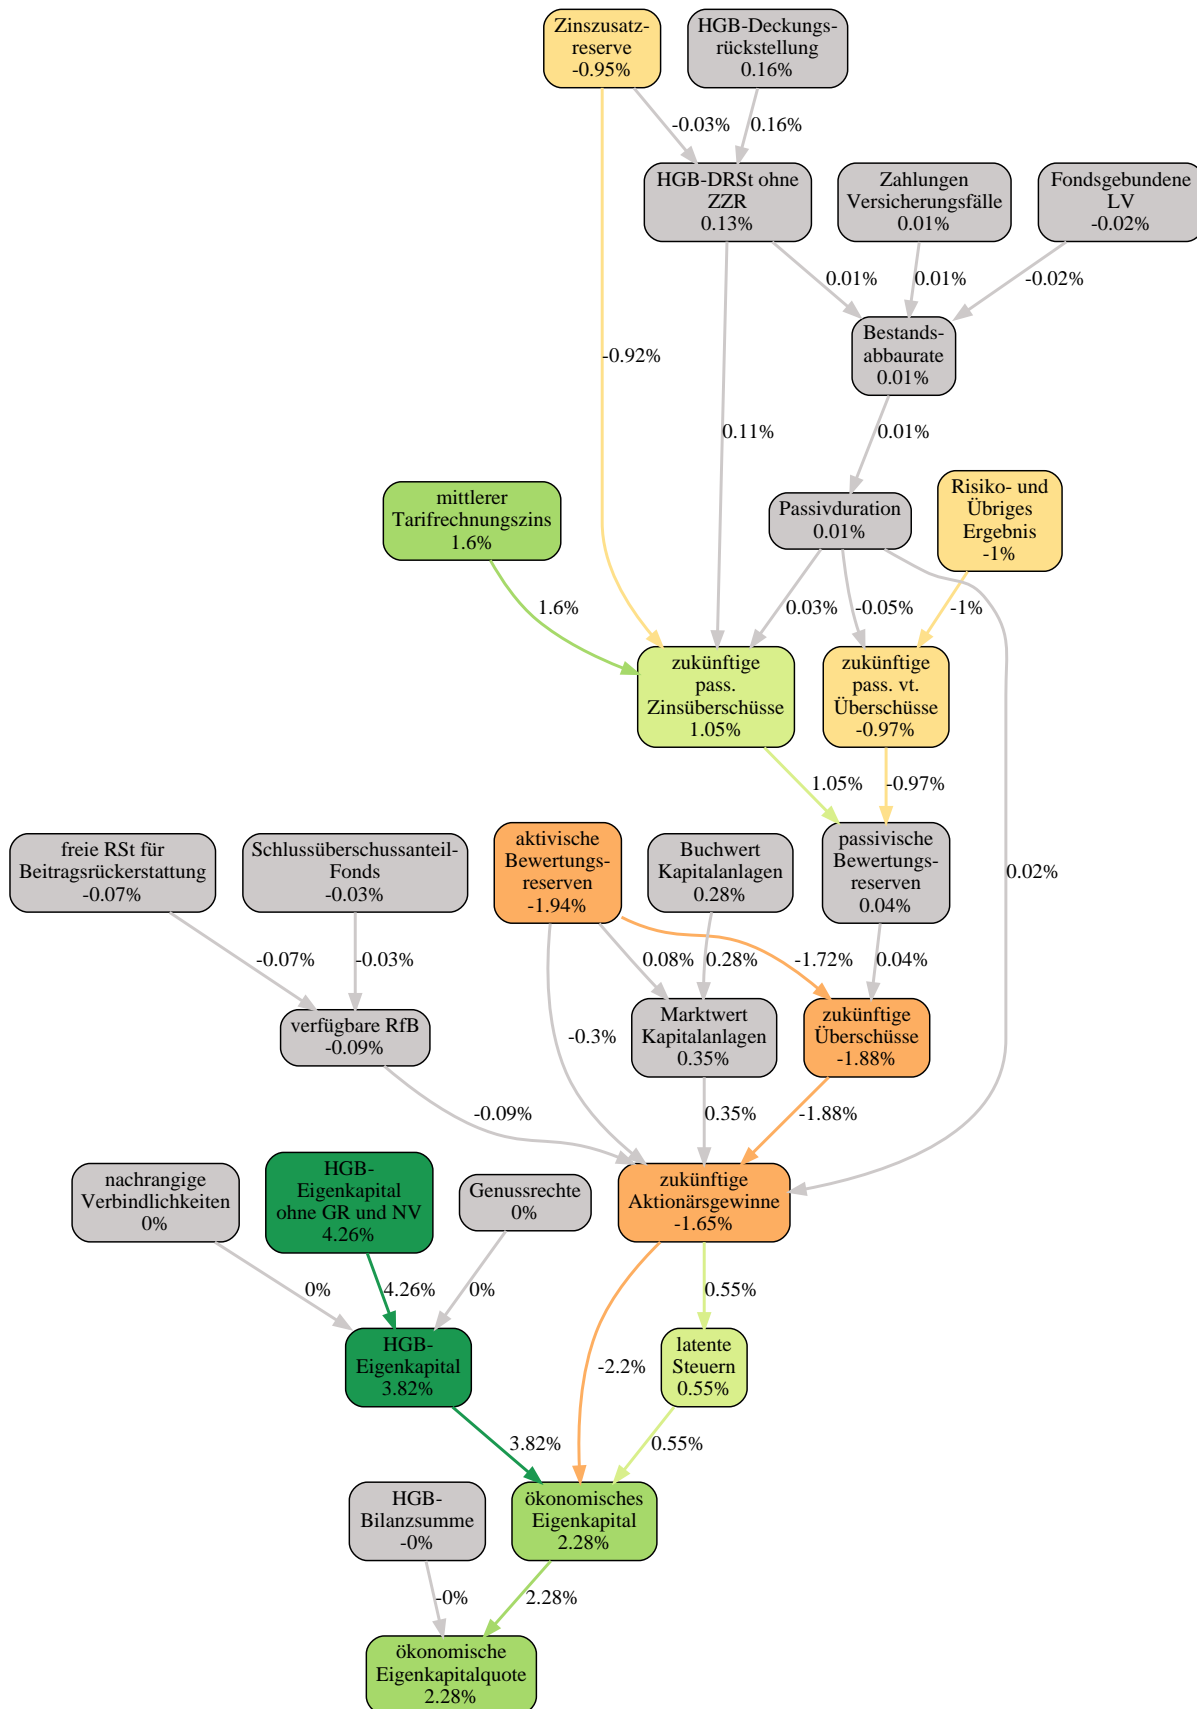 Zinszusatz-
reserve
-0.95%
HGB-Deckungs-
rückstellung
0.16%
-0.03%
0.16%
HGB-DRSt ohne
ZZR
0.13%
Zahlungen
Versicherungsfälle
0.01%
Fondsgebundene
LV
-0.02%
0.01%
0.01%
-0.02%
Bestands-
abbaurate
0.01%
-0.92%
0.11%
0.01%
mittlerer
Tarifrechnungszins
1.6%
Passivduration
0.01%
Risiko- und
Übriges
Ergebnis
-1%
1.6%
0.03%
-0.05%
-1%
zukünftige
pass.
Zinsüberschüsse
1.05%
zukünftige
pass. vt.
Überschüsse
-0.97%
0.02%
1.05%
-0.97%
freie RSt für
Beitragsrückerstattung
-0.07%
Schlussüberschussanteil-
Fonds
-0.03%
aktivische
Bewertungs-
reserven
-1.94%
Buchwert
Kapitalanlagen
0.28%
passivische
Bewertungs-
reserven
0.04%
-0.07%
-0.03%
0.08%
0.28%
-1.72%
0.04%
verfügbare RfB
-0.09%
-0.3%
Marktwert
Kapitalanlagen
0.35%
zukünftige
Überschüsse
-1.88%
-0.09%
0.35%
-1.88%
nachrangige
Verbindlichkeiten
0%
HGB-
Eigenkapital
ohne GR und NV
4.26%
Genussrechte
0%
zukünftige
Aktionärsgewinne
-1.65%
0%
4.26%
0%
0.55%
HGB-
Eigenkapital
3.82%
-2.2%
latente
Steuern
0.55%
3.82%
0.55%
HGB-
Bilanzsumme
-0%
ökonomisches
Eigenkapital
2.28%
-0%
2.28%
ökonomische
Eigenkapitalquote
2.28%